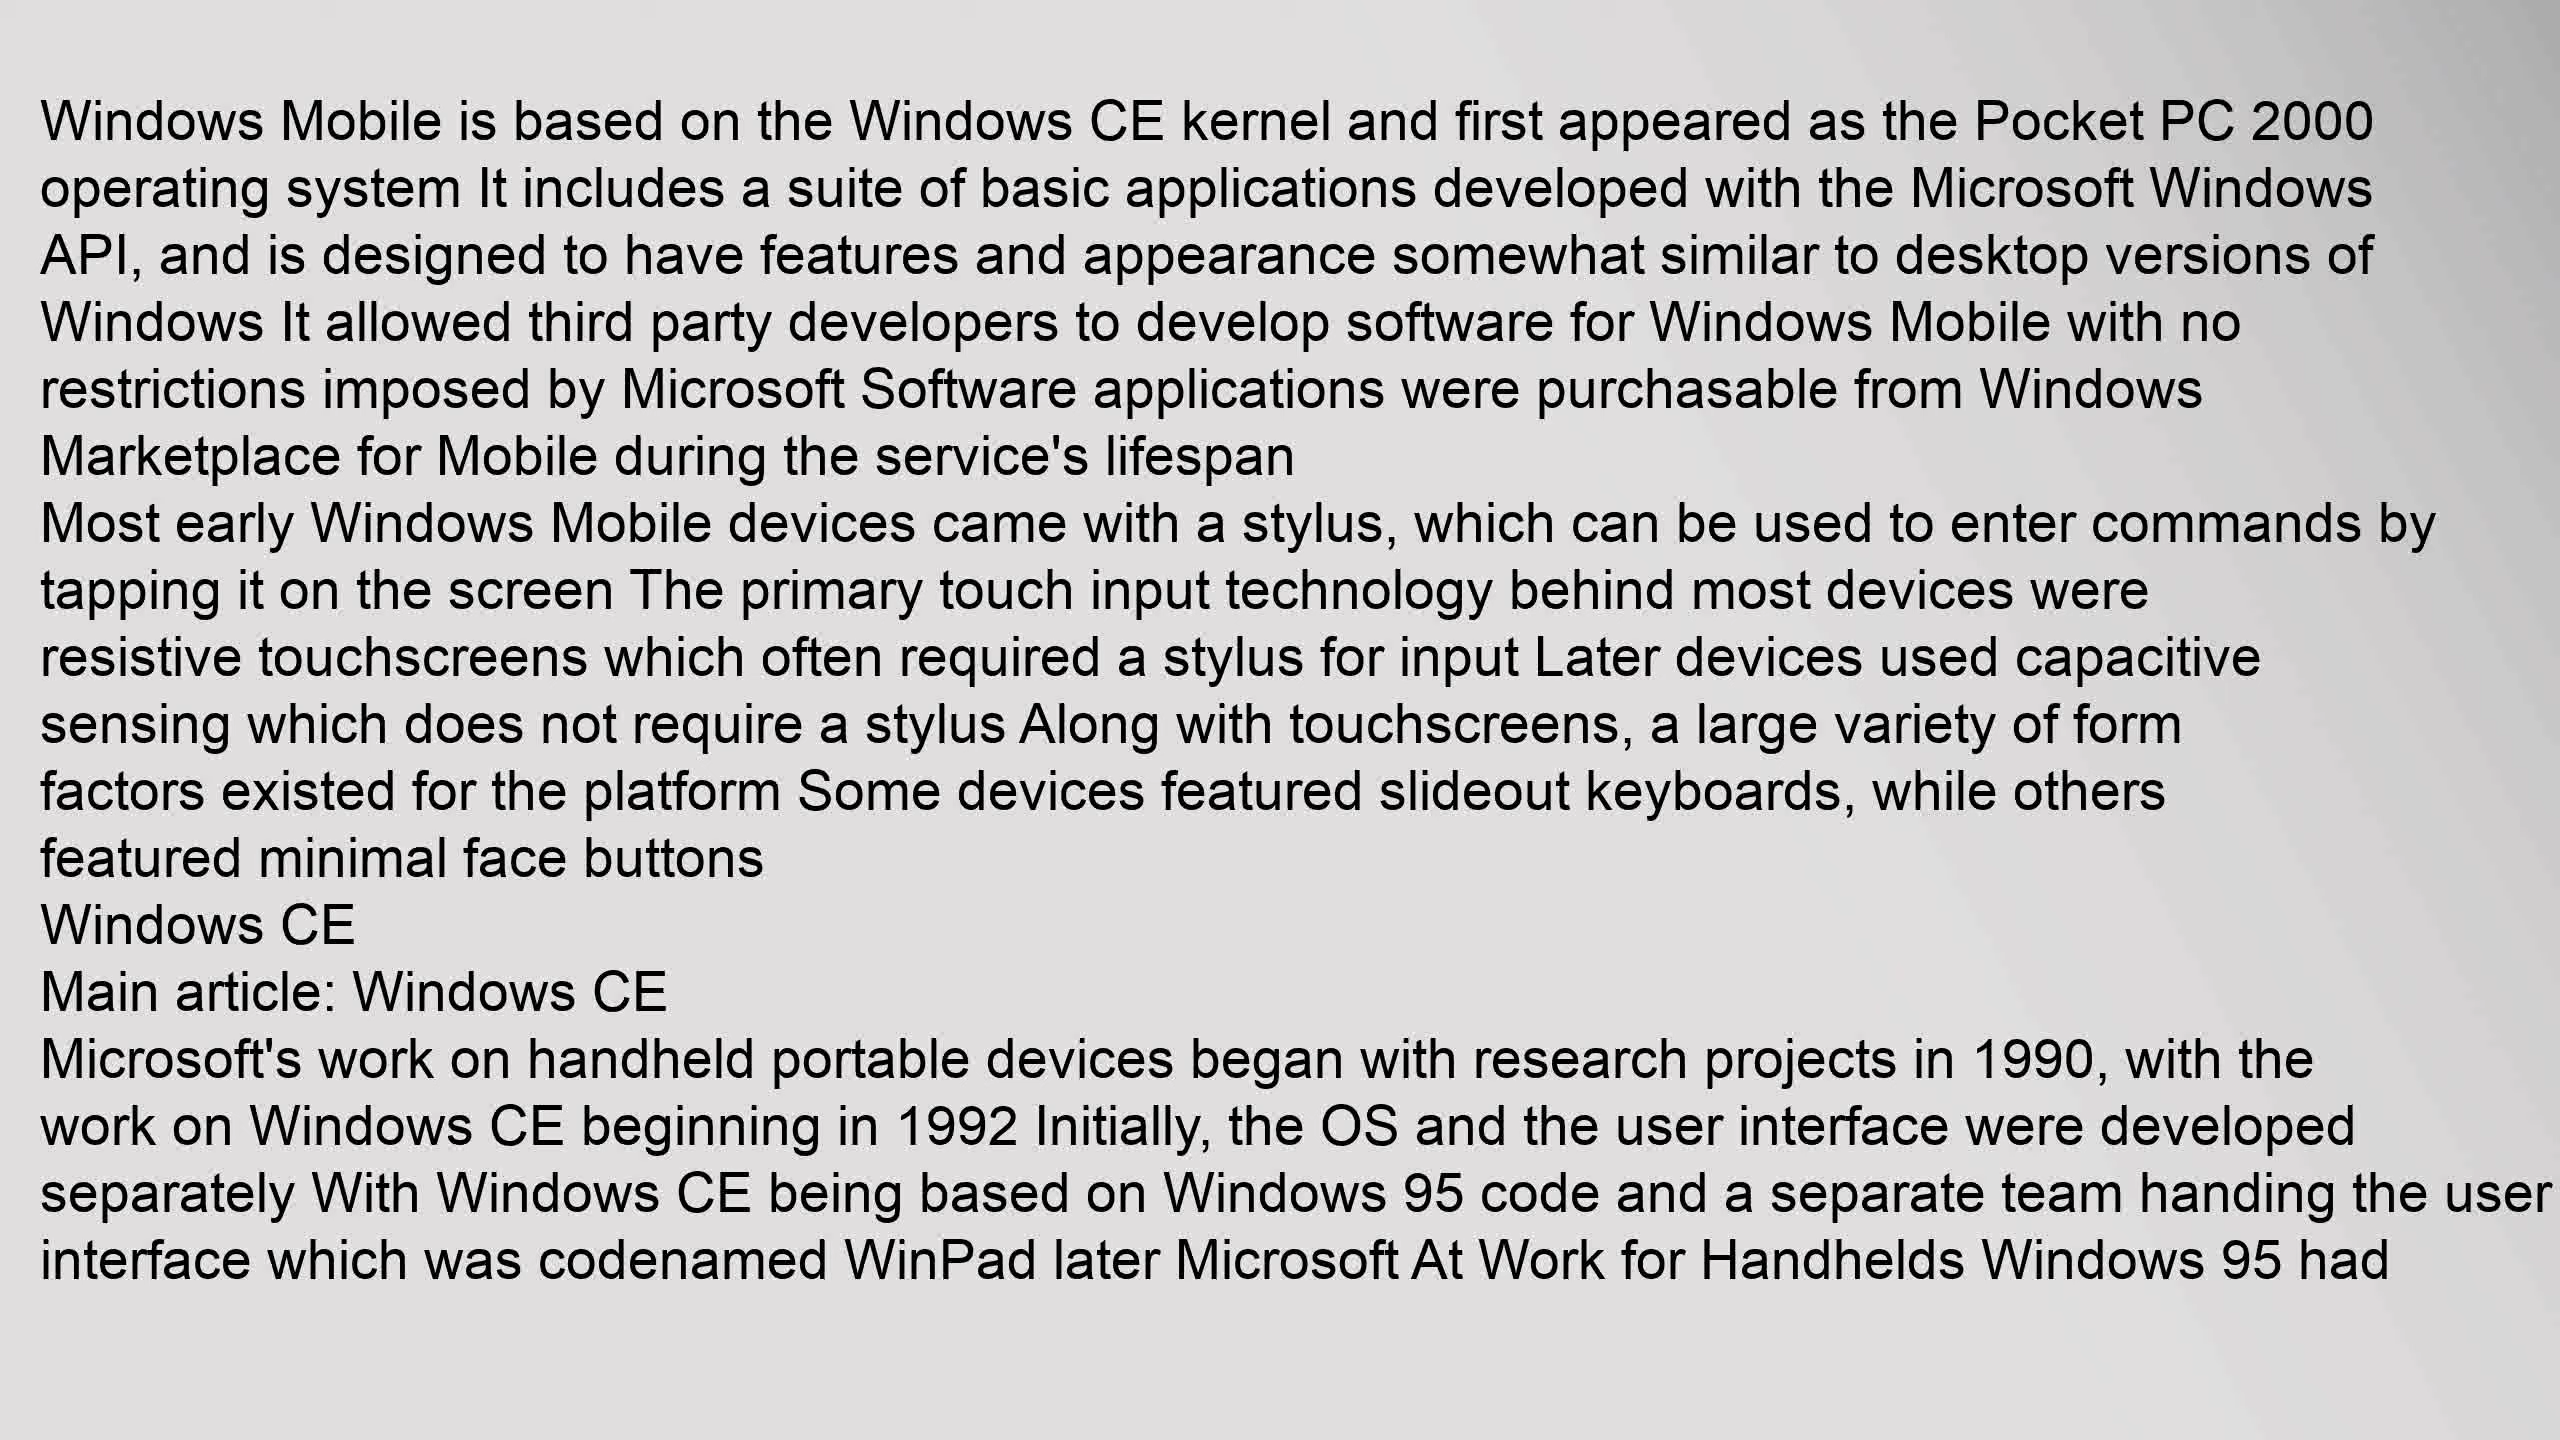 Windows Mobile is based on the Windows CE kernel and first appeared as the Pocket PC 2000
operating system It includes a suite of basic applications developed with the Microsoft Windows
API, and is designed to have features and appearance somewhat similar to desktop versions of
Windows It allowed third party developers to develop software for Windows Mobile with no
restrictions imposed by Microsoft Software applications were purchasable from Windows
Marketplace for Mobile during the service's lifespan
Most early Windows Mobile devices came with a stylus, which can be used to enter commands by
tapping it on the screen The primary touch input technology behind most devices were
resistive touchscreens which often required a stylus for input Later devices used capacitive
sensing which does not require a stylus Along with touchscreens, a large variety of form
factors existed for the platform Some devices featured slideout keyboards, while others
featured minimal face buttons
Windows CE
Main article: Windows CE
Microsoft's work on handheld portable devices began with research projects in 1990, with the
work on Windows CE beginning in 1992 Initially, the OS and the user interface were developed
separately With Windows CE being based on Windows 95 code and a separate team handing the user
interface which was codenamed WinPad later Microsoft At Work for Handhelds Windows 95 had